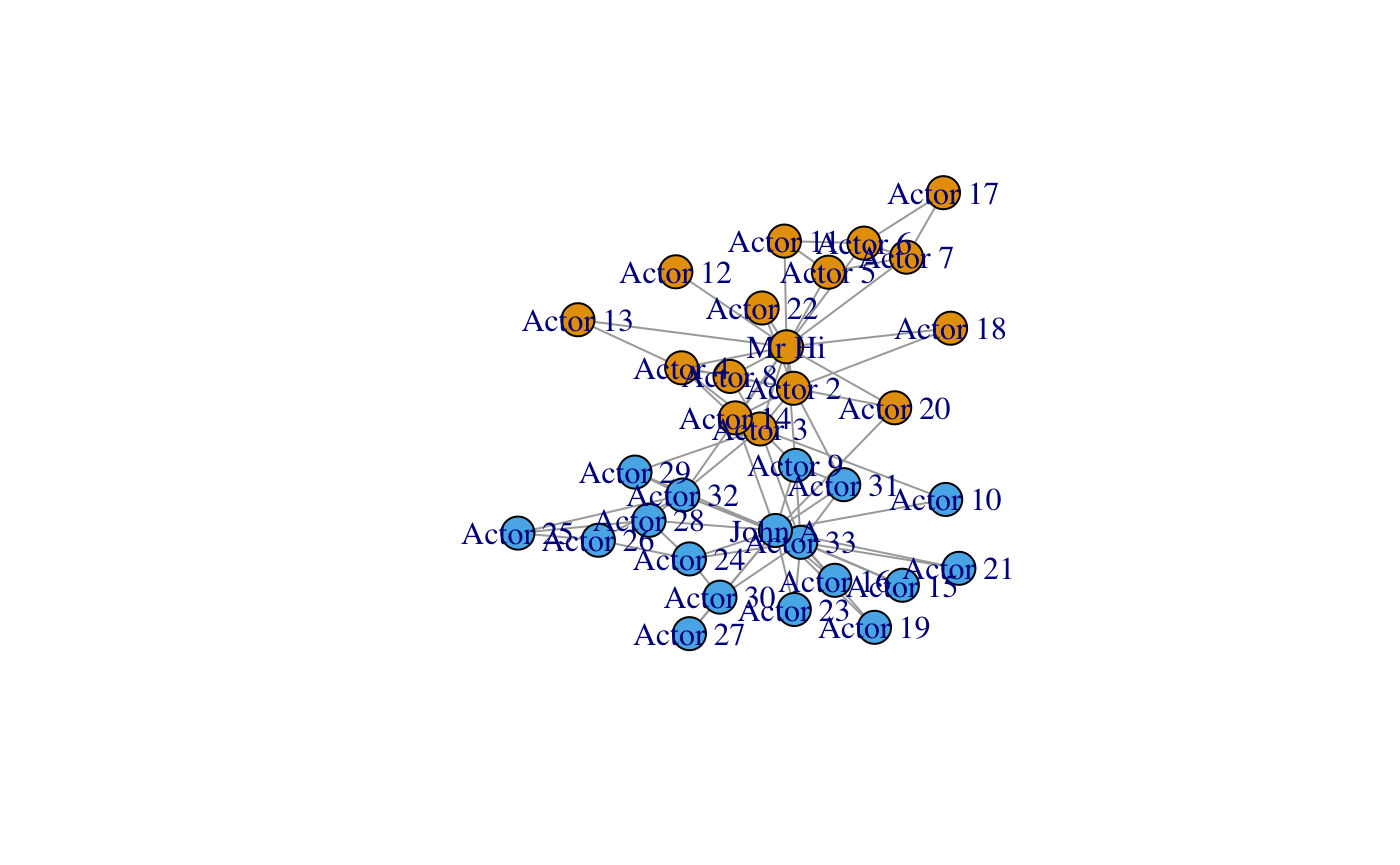 Actor 17
Actor 11
Actor 6
Actor 7
Actor 12
Actor 5
Actor 22
Actor 13
Actor 18
Mr Hi
Actor 4
Actor 8
Actor 2
Actor 20
Actor 14
Actor 3
Actor 9
Actor 29
Actor 31
Actor 32
Actor 10
Actor 28
John A
Actor 25
Actor 26
Actor 33
Actor 24
Actor 21
Actor 16
Actor 15
Actor 30
Actor 23
Actor 19
Actor 27